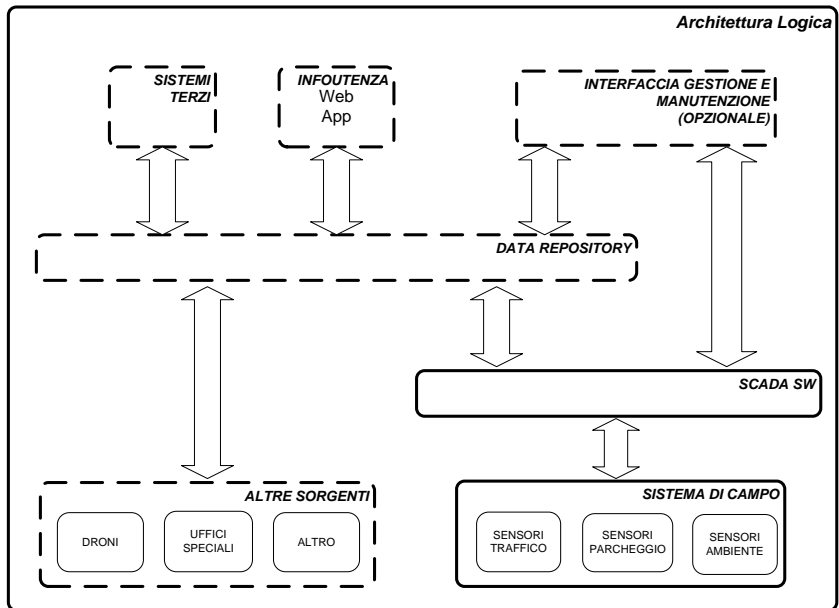 Architettura Logica
SISTEMI
TERZI
INFOUTENZA
Web
App
INTERFACCIA GESTIONE E
MANUTENZIONE
(OPZIONALE)
DATA REPOSITORY
SCADA SW
ALTRE SORGENTI
DRONI
UFFICI
SPECIALI
ALTRO
SISTEMA DI CAMPO
SENSORI
TRAFFICO
SENSORI
PARCHEGGIO
SENSORI
AMBIENTE